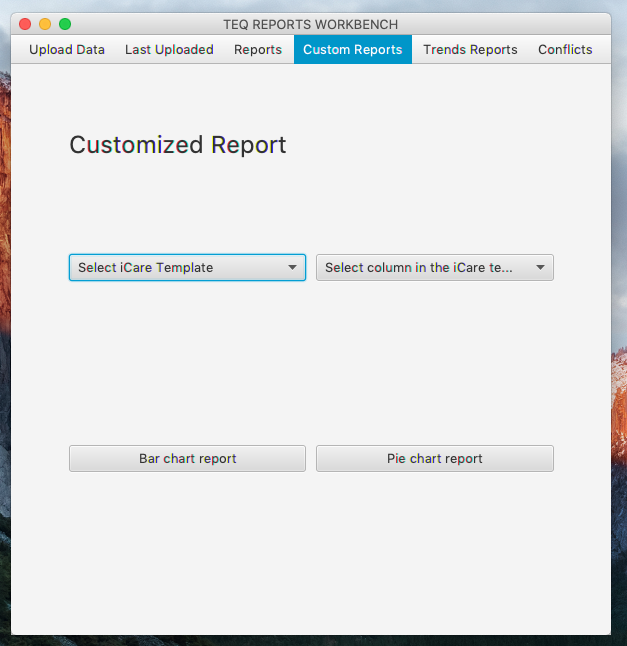 TEQ REPORTS WORKBENCH
Upload Data Last Uploaded Reports Custom Reports Trends Reports Conflicts
Customized Report
Select iCare Template Select column in the iCare te...
Bar chart report Pie chart report